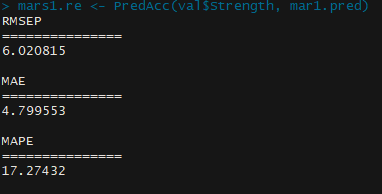 > mars1.re <- PredAcc(val$Strength, mar1.pred)
RMSEP
===============
6.020815
MAE
===============
4.799553
MAPE
===============
17.27432